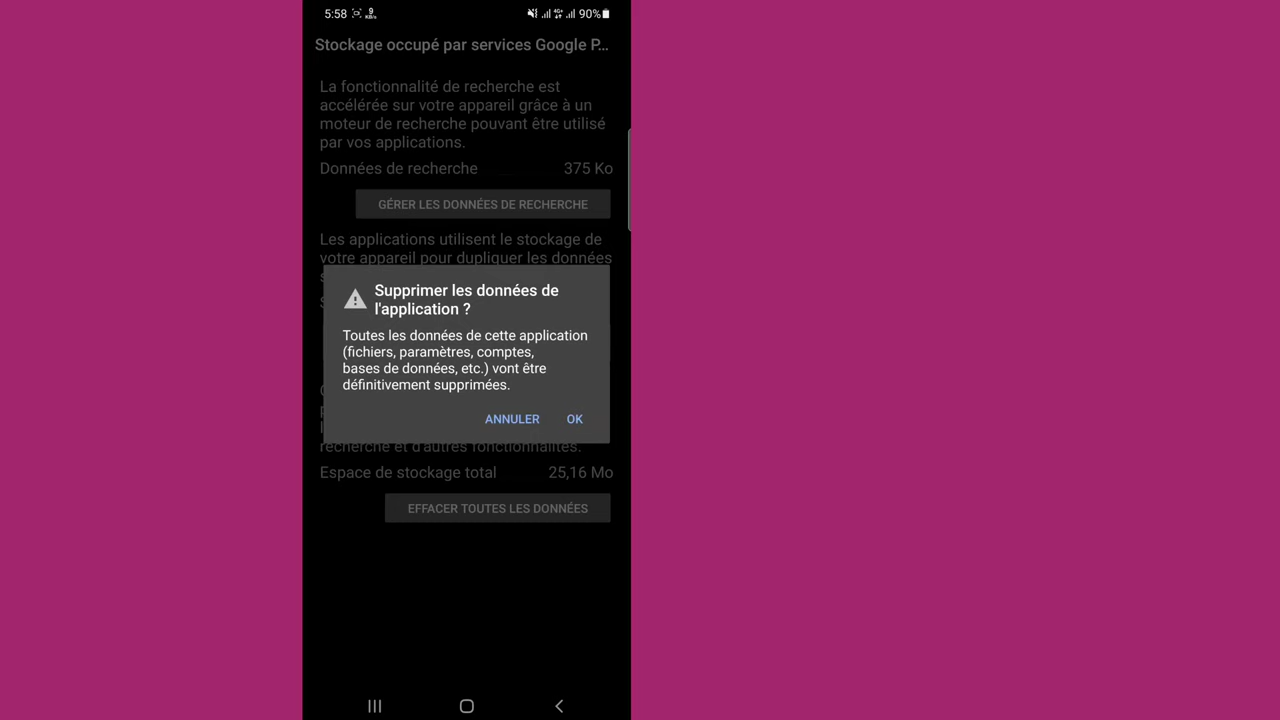 5:58 9 KB/s 4G+ 90%
Stockage occupé par services Google P...
La fonctionnalité de recherche est
accélérée sur votre appareil grâce à un
moteur de recherche pouvant être utilisé
par vos applications.
Données de recherche 375 Ko
GÉRER LES DONNÉES DE RECHERCHE
Les applications utilisent le stockage de
votre appareil pour dupliquer les données
Supprimer les données de
l'application ?
Toutes les données de cette application
(fichiers, paramètres, comptes,
bases de données, etc.) vont être
définitivement supprimées.
ANNULER OK
recherche et d'autres fonctionnalités.
Espace de stockage total 25,16 Mo
EFFACER TOUTES LES DONNÉES